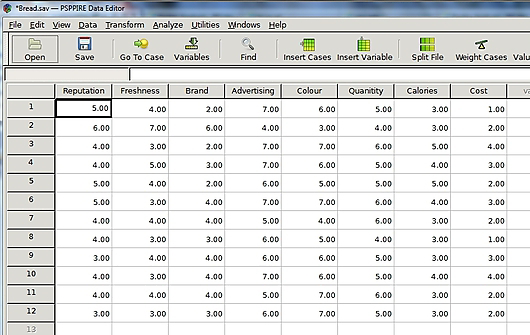 *Bread.sav — PSPPIRE Data Editor
File Edit View Data Transform Analyze Utilities Windows Help
Open Save Go To Case Variables Find Insert Cases Insert Variable Split File Weight Cases
Reputation Freshness Brand Advertising Colour Quanitity Calories Cost
1 5.00 4.00 2.00 7.00 6.00 5.00 3.00 1.00
2 6.00 7.00 6.00 4.00 3.00 4.00 3.00 2.00
3 4.00 3.00 2.00 7.00 7.00 6.00 5.00 4.00
4 4.00 5.00 3.00 7.00 6.00 5.00 4.00 3.00
5 5.00 4.00 2.00 6.00 5.00 5.00 5.00 2.00
6 5.00 3.00 4.00 7.00 7.00 6.00 4.00 3.00
7 4.00 4.00 4.00 5.00 4.00 6.00 3.00 2.00
8 4.00 3.00 3.00 6.00 5.00 4.00 3.00 1.00
9 3.00 4.00 3.00 6.00 6.00 5.00 3.00 2.00
10 4.00 3.00 4.00 7.00 7.00 6.00 4.00 4.00
11 4.00 4.00 2.00 5.00 7.00 6.00 3.00 2.00
12 3.00 3.00 3.00 6.00 7.00 5.00 3.00 2.00
13